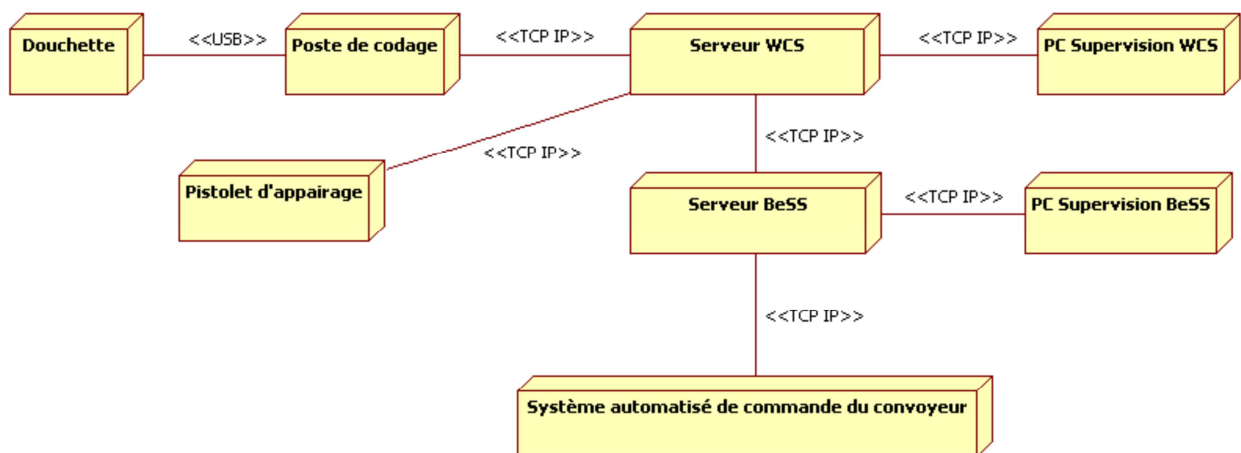 Douchette
<<USB>>
Poste de codage
<<TCP IP>>
Serveur WCS
<<TCP IP>>
PC Supervision WCS
<<TCP IP>>
<<TCP IP>>
Pistolet d'appairage
Serveur BeSS
<<TCP IP>>
PC Supervision BeSS
<<TCP IP>>
Système automatisé de commande du convoyeur